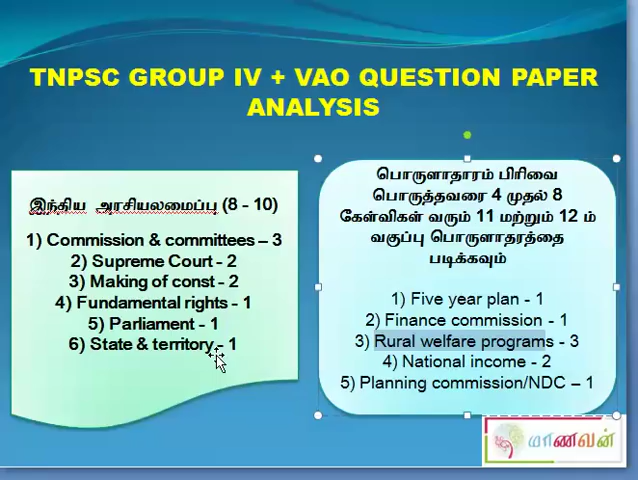 TNPSC GROUP IV + VAO QUESTION PAPER
ANALYSIS
இந்திய அரசியலமைப்பு (8 - 10)
1) Commission & committees – 3
2) Supreme Court - 2
3) Making of const - 2
4) Fundamental rights - 1
5) Parliament - 1
6) State & territory - 1
பொருளாதாரம் பிரிவை
பொருத்தவரை 4 முதல் 8
கேள்விகள் வரும் 11 மற்றும் 12 ம்
வகுப்பு பொருளாதரத்தை
படிக்கவும்
1) Five year plan - 1
2) Finance commission - 1
3) Rural welfare programs - 3
4) National income - 2
5) Planning commission/NDC – 1
மாணவன்